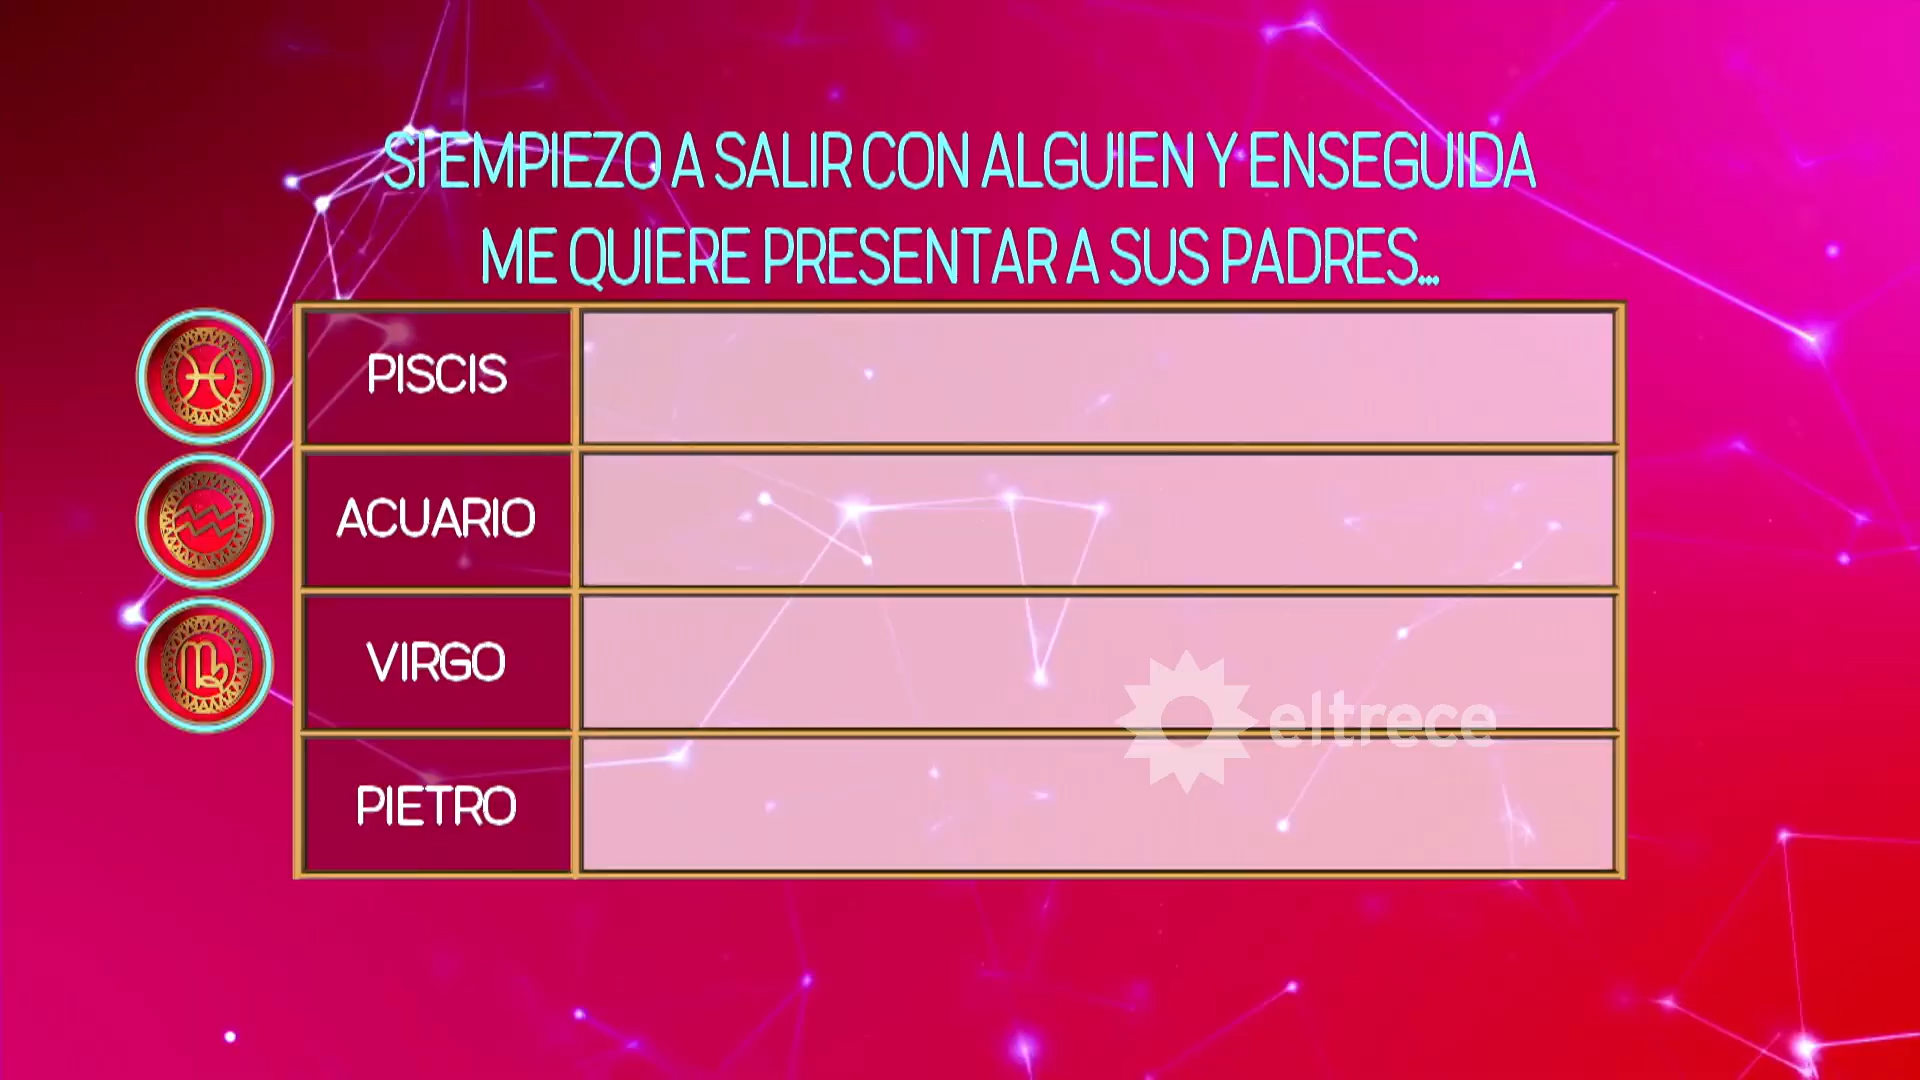 SI EMPIEZO A SALIR CON ALGUIEN Y ENSEGUIDA
ME QUIERE PRESENTAR A SUS PADRES...
PISCIS
ACUARIO
VIRGO
eltrece
PIETRO